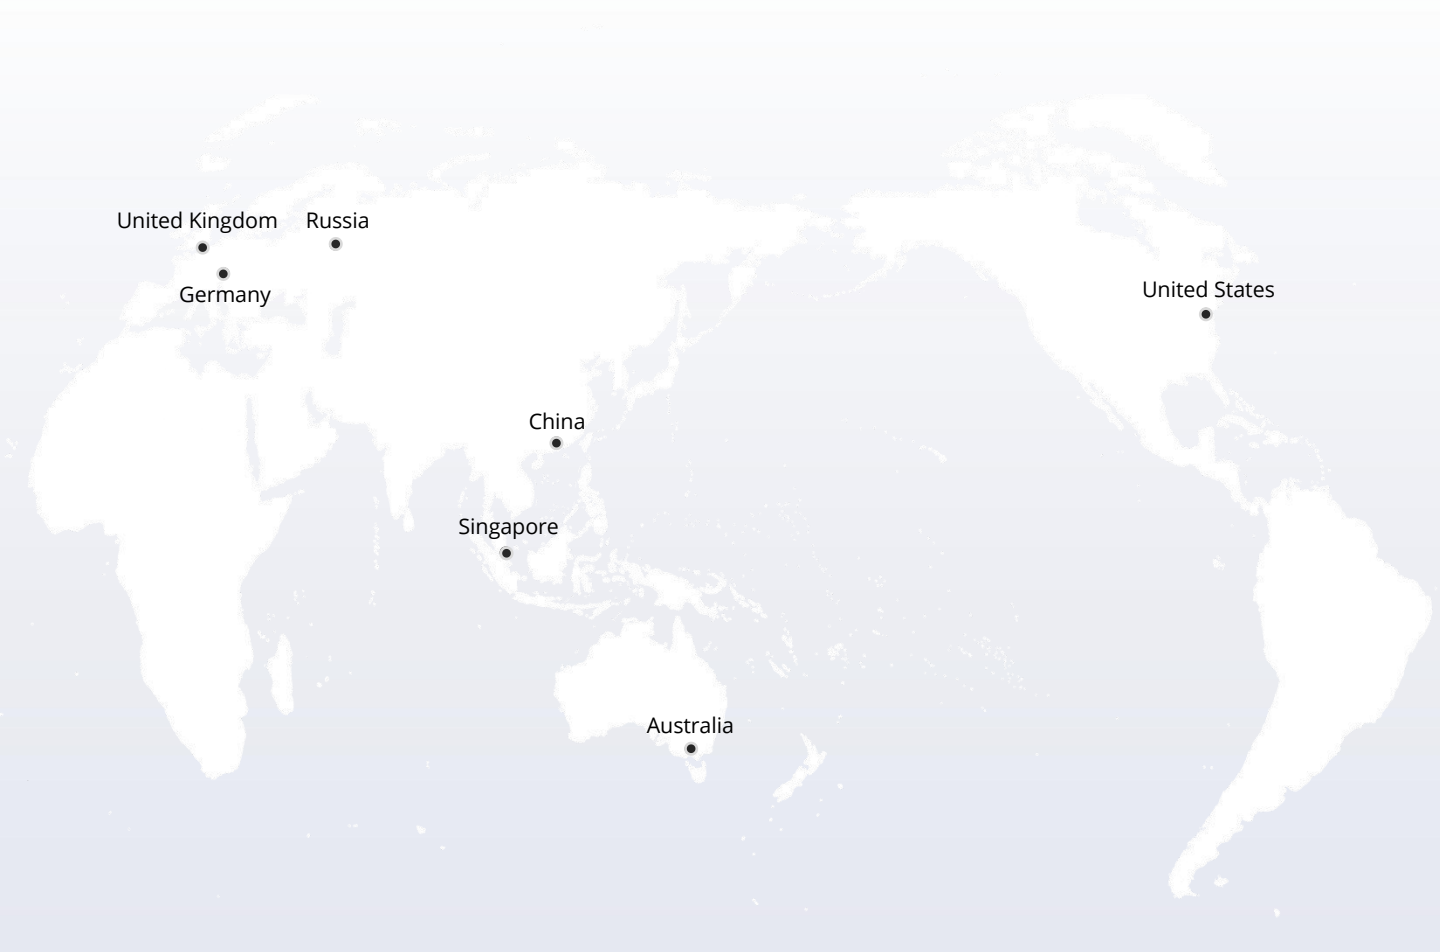 United Kingdom
Russia
Germany
United States
China
Singapore
Australia